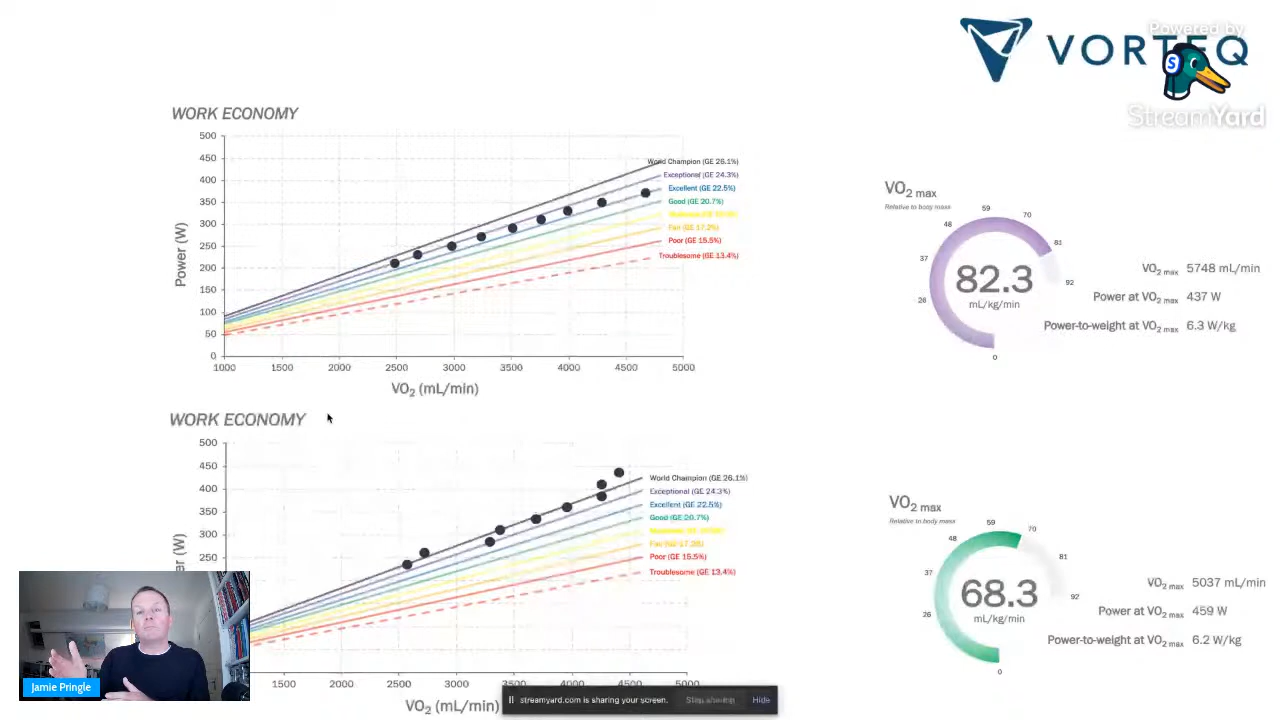 Powered by
VORTEQ
StreamYard
WORK ECONOMY
500
450
400
350
300
250
200
150
100
50
0
Power (W)
1000
1500
2000
2500
3000
3500
4000
4500
5000
VO2 (mL/min)
World Champion (GE 26.1%)
Exceptional (GE 24.3%)
Excellent (GE 22.5%)
Good (GE 20.7%)
Fair (GE 17.2%)
Poor (GE 15.5%)
Troublesome (GE 13.4%)
VO2 max
Relative to body mass
0
26
37
48
59
70
81
92
82.3
mL/kg/min
VO2 max 5748 mL/min
Power at VO2 max 437 W
Power-to-weight at VO2 max 6.3 W/kg
WORK ECONOMY
500
450
400
350
300
250
1500
2000
2500
3000
3500
4000
4500
5000
VO2 (mL/min)
World Champion (GE 26.1%)
Exceptional (GE 24.3%)
Excellent (GE 22.5%)
Good (GE 20.7%)
Fair (GE 17.2%)
Poor (GE 15.5%)
Troublesome (GE 13.4%)
VO2 max
Relative to body mass
0
26
37
48
59
70
81
92
68.3
mL/kg/min
VO2 max 5037 mL/min
Power at VO2 max 459 W
Power-to-weight at VO2 max 6.2 W/kg
Jamie Pringle
streamyard.com is sharing your screen.
Stop sharing
Hide